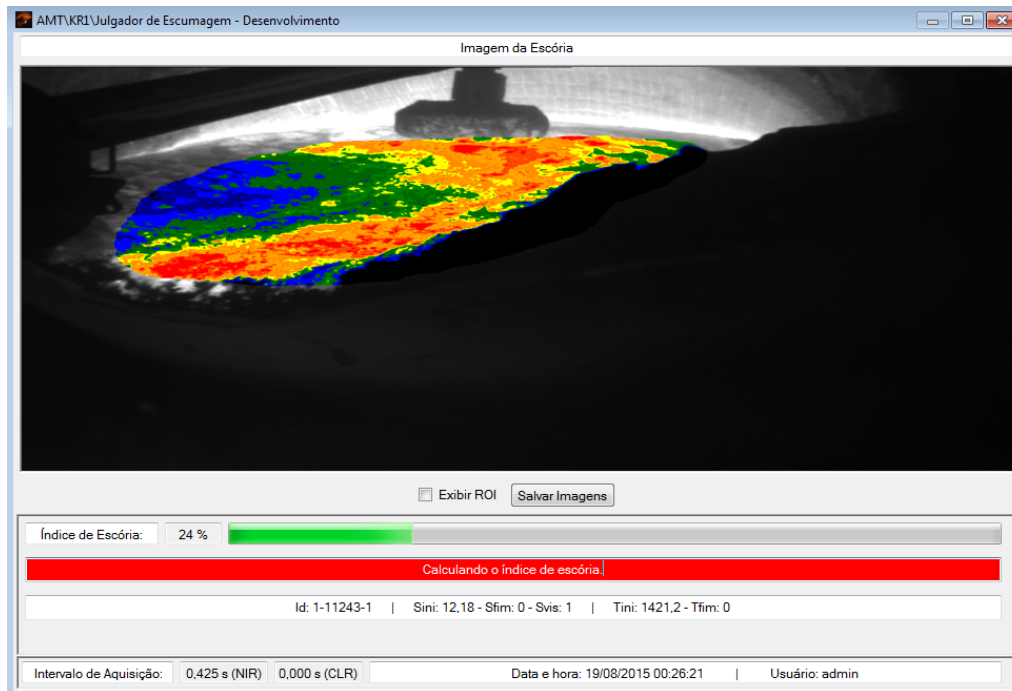 AMT\KR1\Julgador de Escumagem - Desenvolvimento
Imagem da Escória
Exibir ROI Salvar Imagens
Índice de Escória: 24 %
Calculando o índice de escória.
Id: 1-11243-1 | Sini: 12,18 - Sfim: 0 - Svis: 1 | Tini: 1421,2 - Tfim: 0
Intervalo de Aquisição: 0,425 s (NIR) 0,000 s (CLR) Data e hora: 19/08/2015 00:26:21 | Usuário: admin